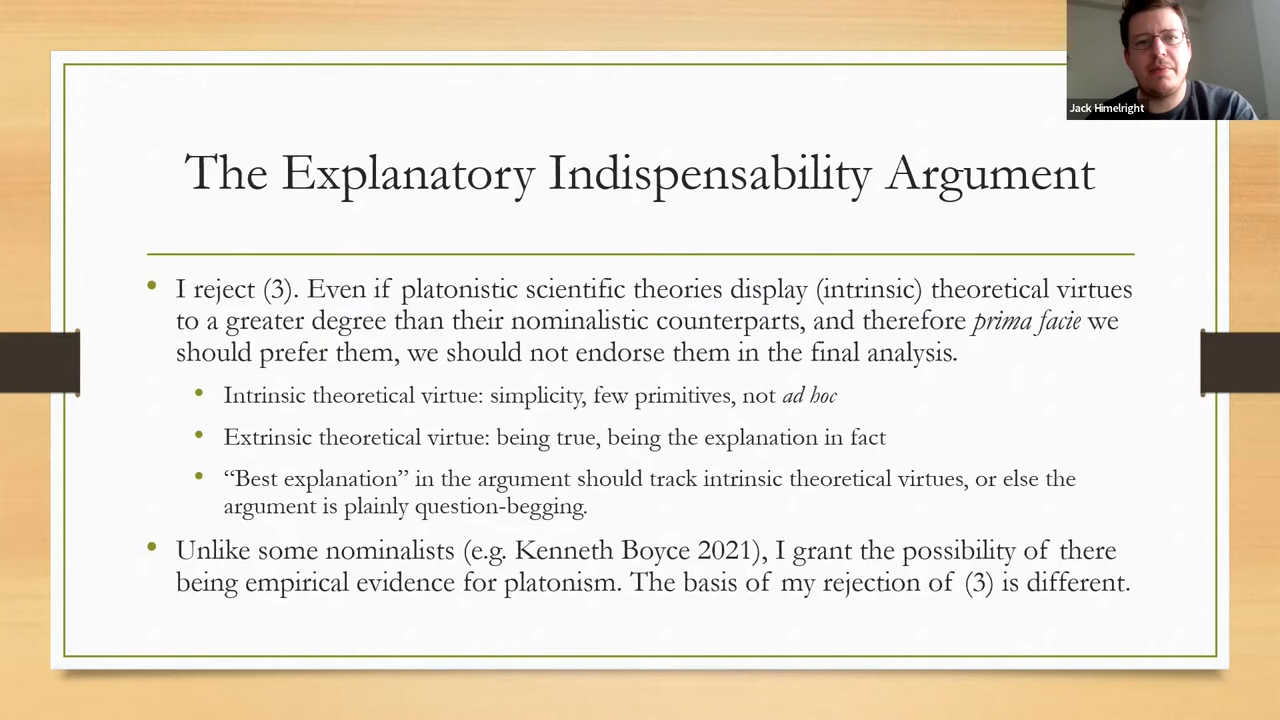 Jack Himelright
The Explanatory Indispensability Argument
• I reject (3). Even if platonistic scientific theories display (intrinsic) theoretical virtues
to a greater degree than their nominalistic counterparts, and therefore prima facie we
should prefer them, we should not endorse them in the final analysis.
• Intrinsic theoretical virtue: simplicity, few primitives, not ad hoc
• Extrinsic theoretical virtue: being true, being the explanation in fact
• “Best explanation” in the argument should track intrinsic theoretical virtues, or else the
argument is plainly question-begging.
• Unlike some nominalists (e.g. Kenneth Boyce 2021), I grant the possibility of there
being empirical evidence for platonism. The basis of my rejection of (3) is different.